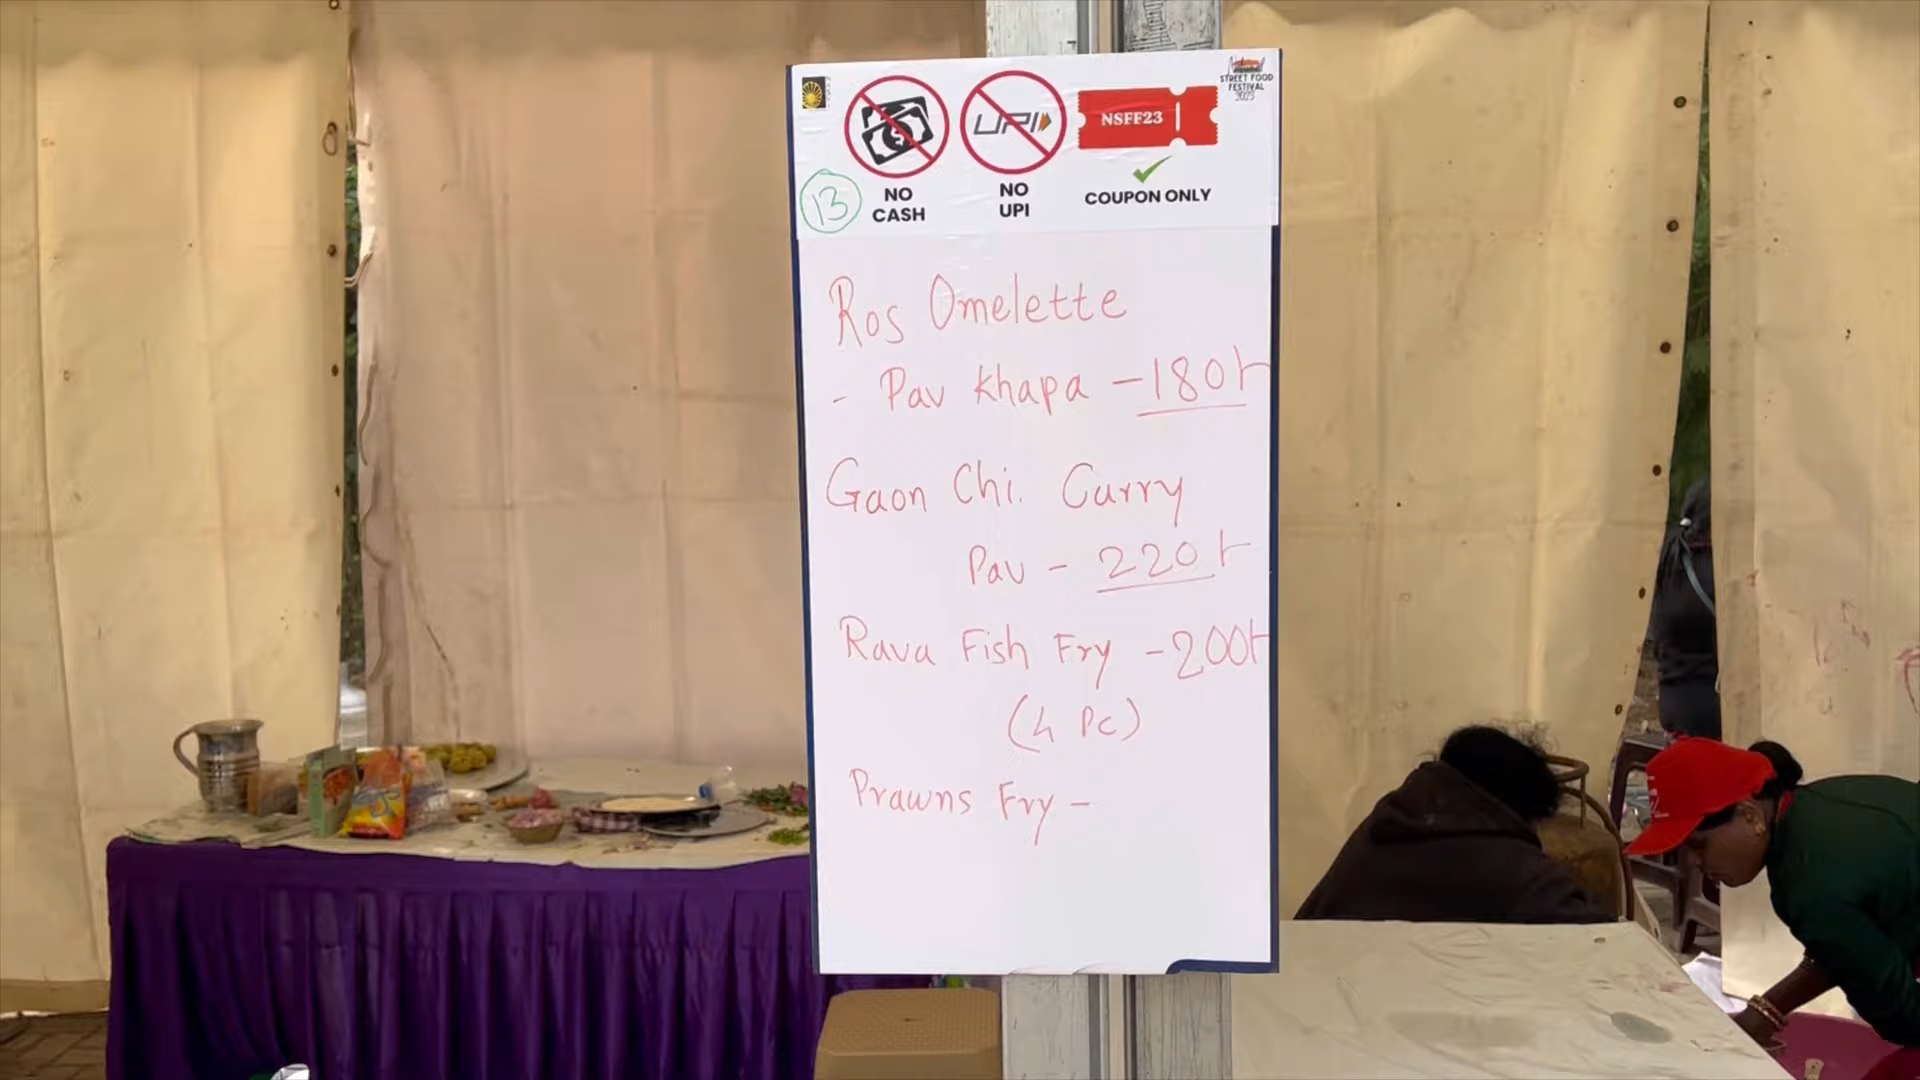 STREET FOOD
FESTIVAL
2023
UPI
NSFF23
13
NO
CASH
NO
UPI
COUPON ONLY
Ros Omelette
- Pav Khapa - 180/-
Gaon Chi. Curry
Pav - 220/-
Rava Fish Fry - 200/-
(4 Pc)
Prawns Fry -